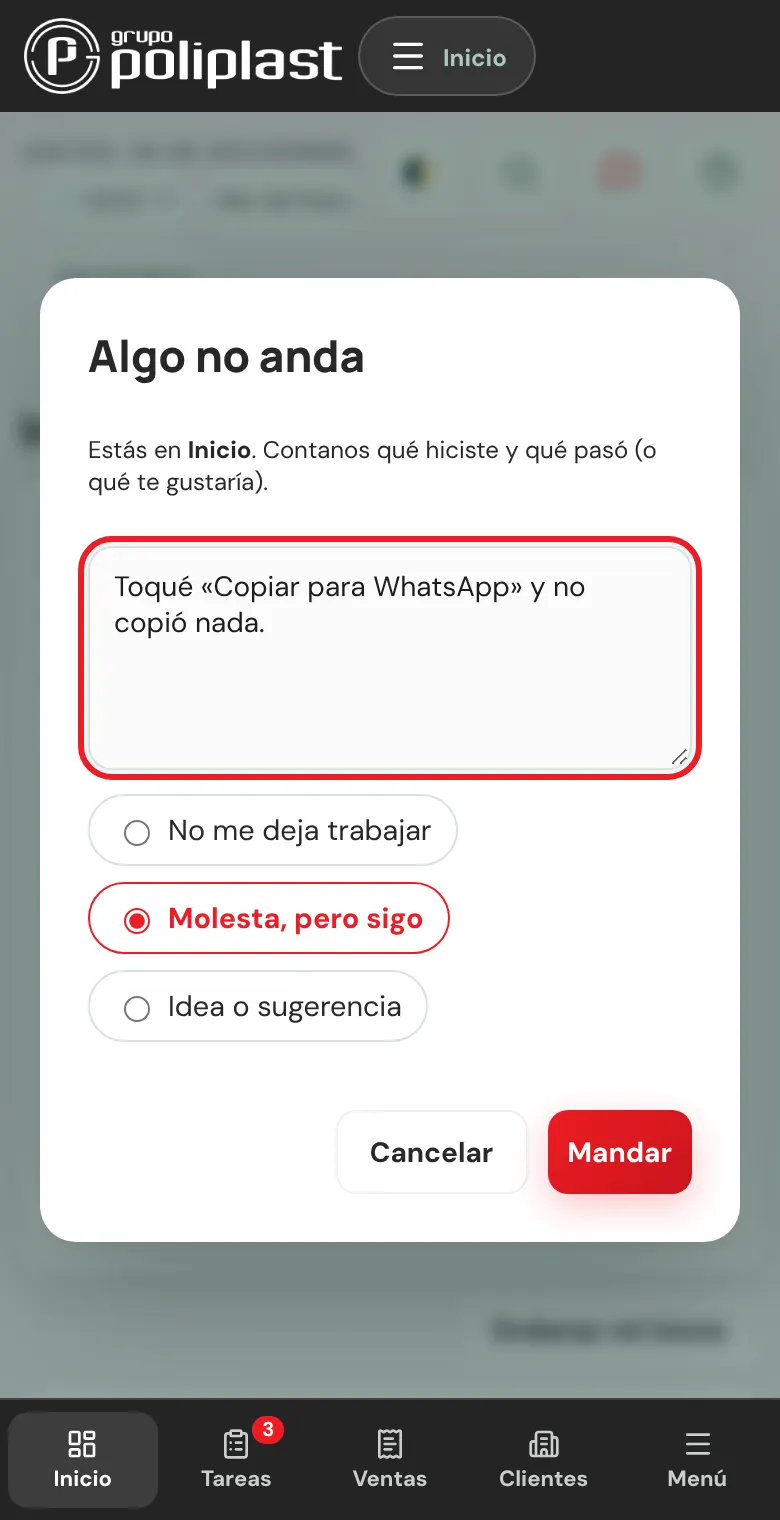 grupo
poliplast
Inicio
Algo no anda
Estás en Inicio. Contanos qué hiciste y qué pasó (o
qué te gustaría).
Toqué «Copiar para WhatsApp» y no
copió nada.
No me deja trabajar
Molesta, pero sigo
Idea o sugerencia
Cancelar
Mandar
3
Inicio
Tareas
Ventas
Clientes
Menú